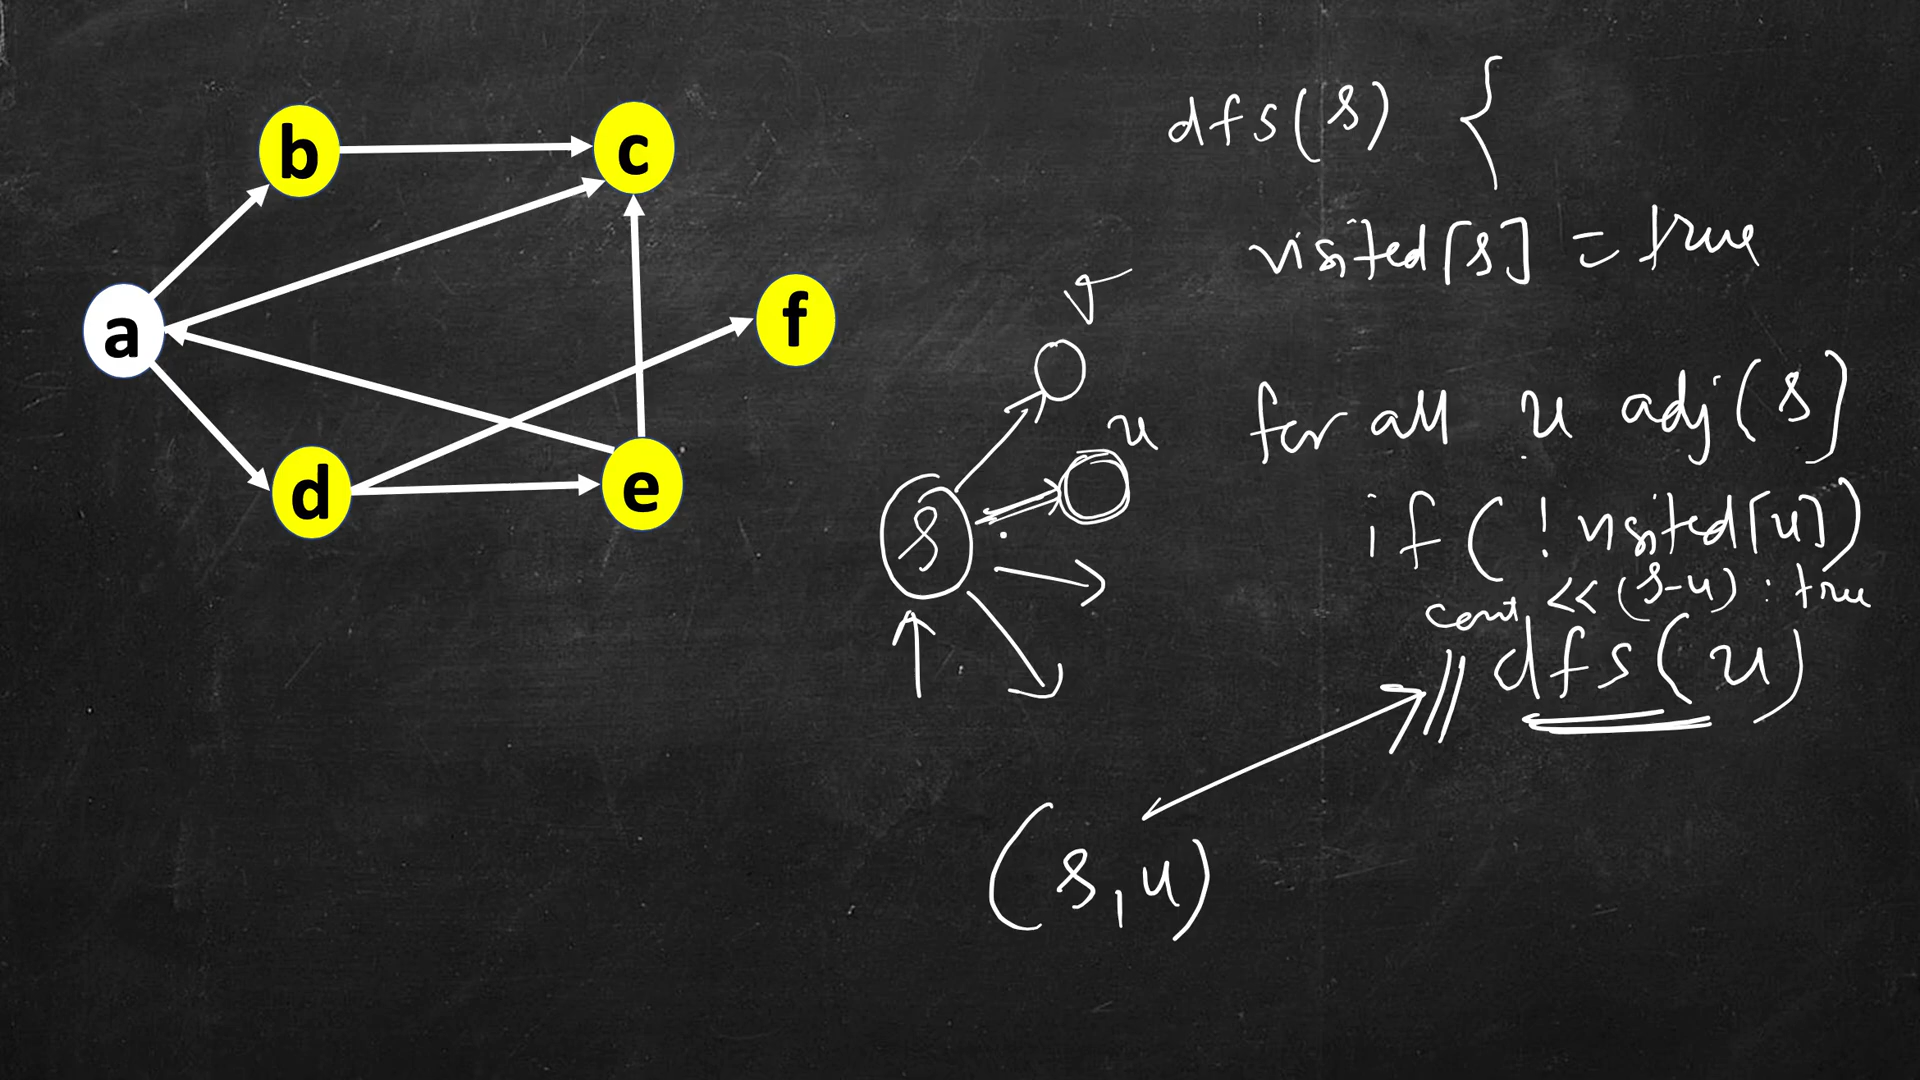 b
c
a
f
d
e
dfs(s) {
visited[s] = true
v
u
s
for all u adj(s)
if (!visited[u])
cout << (s-u) : true
// dfs(u)
(s,u)